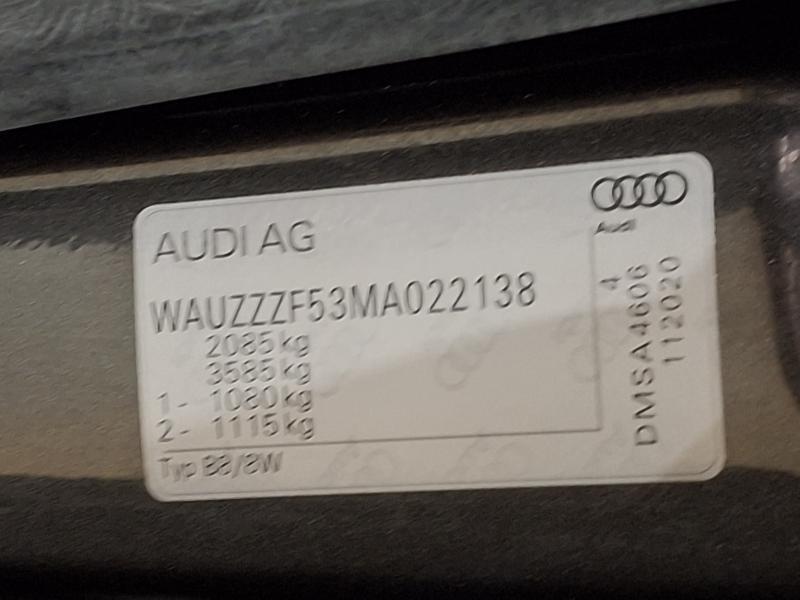 AUDI AG
WAUZZZF53MA022138
2085 kg
3585 kg
1 - 1080 kg
2 - 1115 kg
Typ B8/8W
Audi
4
DMSA4606
112020